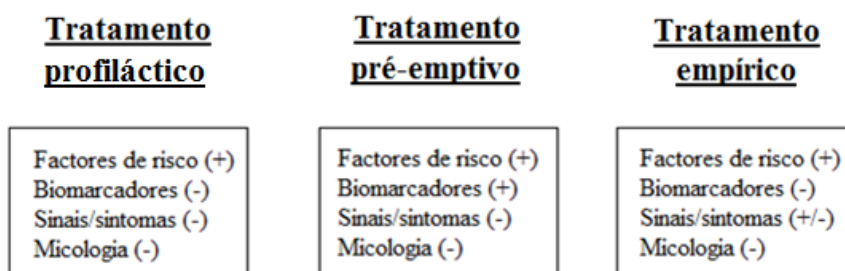 Tratamento
profiláctico
Factores de risco (+)
Biomarcadores (-)
Sinais/sintomas (-)
Micologia (-)
Tratamento
pré-emptivo
Factores de risco (+)
Biomarcadores (+)
Sinais/sintomas (-)
Micologia (-)
Tratamento
empírico
Factores de risco (+)
Biomarcadores (-)
Sinais/sintomas (+/-)
Micologia (-)